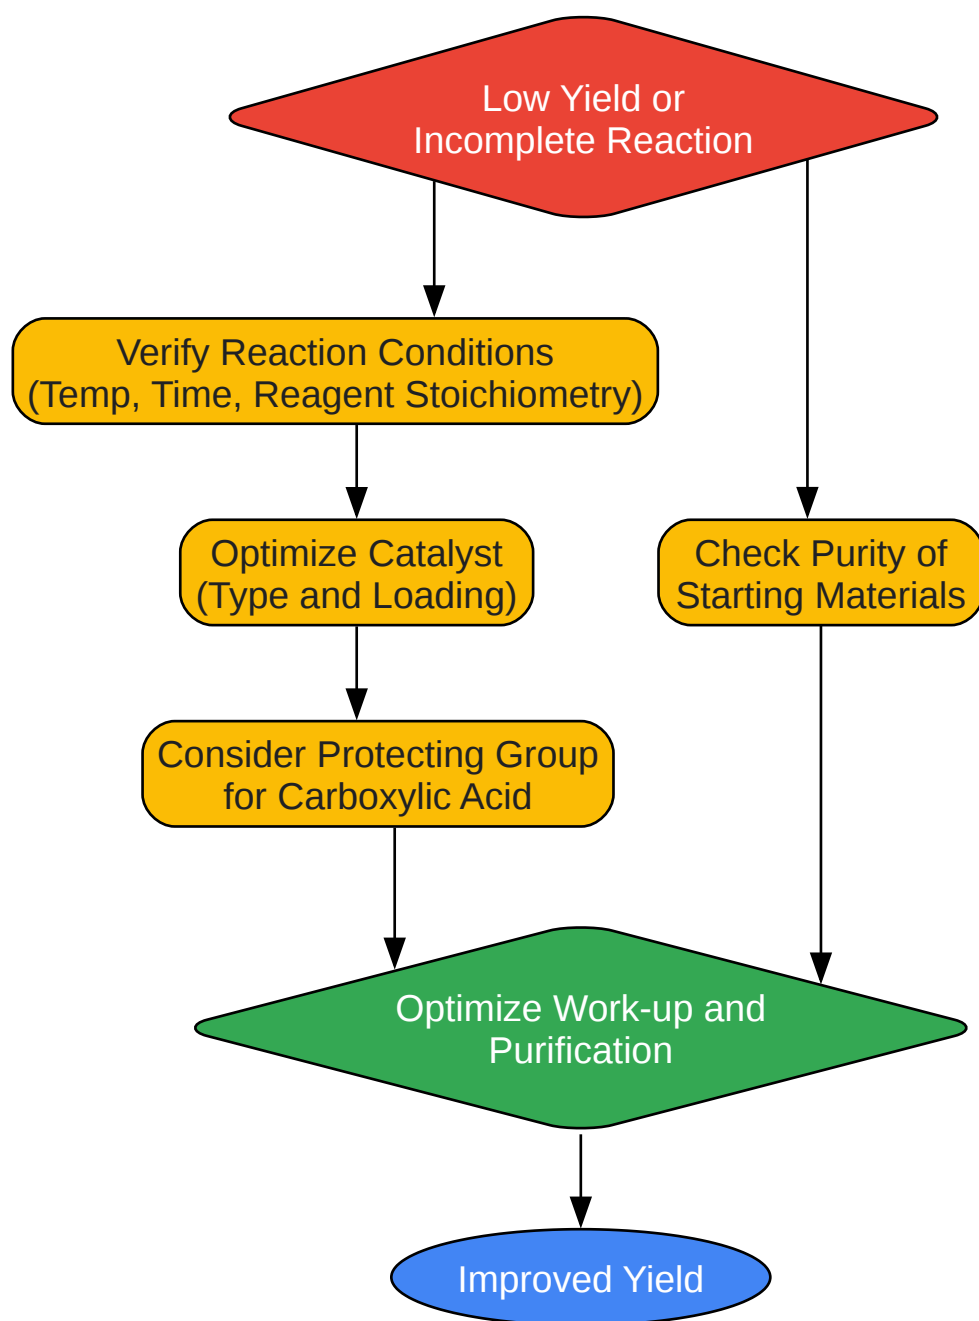 Low Yield or
Incomplete Reaction
Verify Reaction Conditions
(Temp, Time, Reagent Stoichiometry)
Optimize Catalyst
(Type and Loading)
Check Purity of
Starting Materials
Consider Protecting Group
for Carboxylic Acid
Optimize Work-up and
Purification
Improved Yield